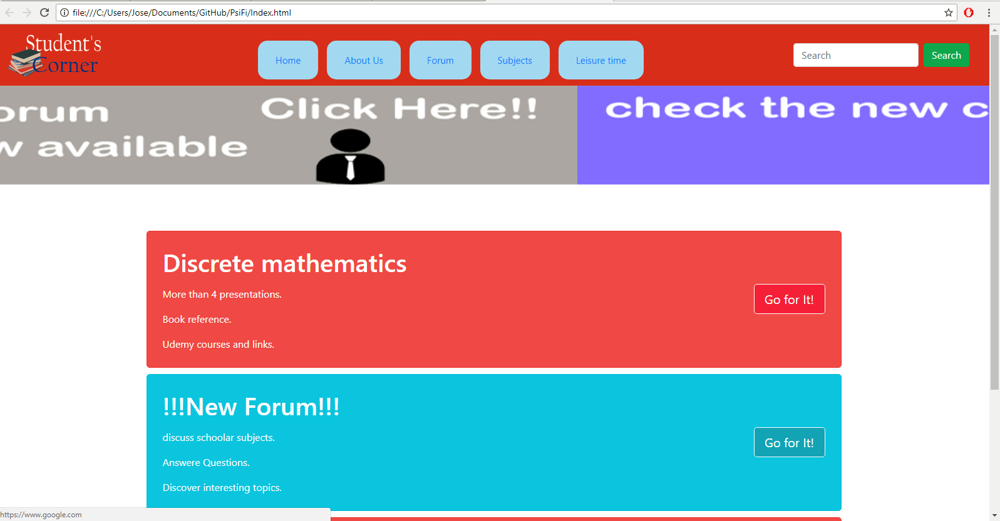 file:///C:/Users/Jose/Documents/GitHub/PsiFi/Index.html
Student's
Corner
Home
About Us
Forum
Subjects
Leisure time
Search
Search
orum
w available
Click Here!!
check the new c
Discrete mathematics
More than 4 presentations.
Book reference.
Udemy courses and links.
Go for It!
!!!New Forum!!!
discuss schoolar subjects.
Answere Questions.
Discover interesting topics.
Go for It!
https://www.google.com